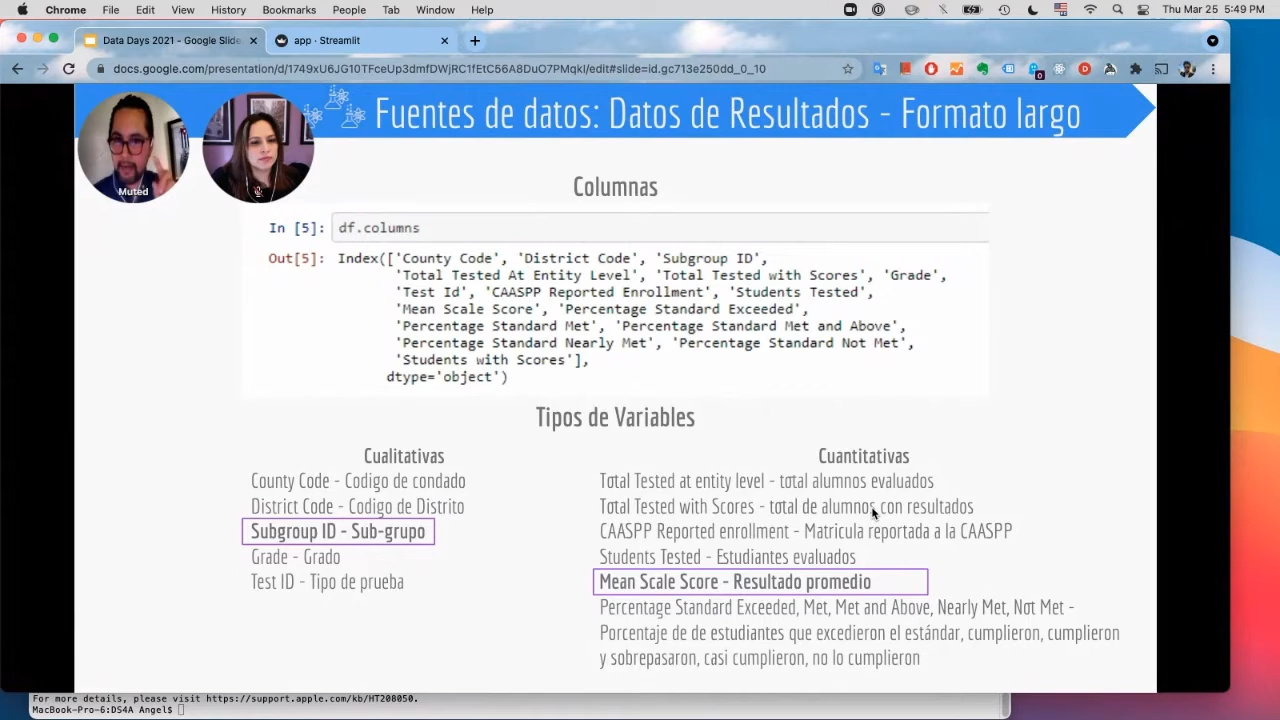 Chrome File Edit View History Bookmarks People Tab Window Help Thu Mar 25 5:49 PM
Data Days 2021 - Google Slide app · Streamlit
docs.google.com/presentation/d/1749xU6JG10TFceUp3dmfDWjRC1fEtC56A8DuO7PMqkI/edit#slide=id.gc713e250dd_0_10
Fuentes de datos: Datos de Resultados - Formato largo
Muted
Columnas
In [5]: df.columns
Out[5]: Index(['County Code', 'District Code', 'Subgroup ID',
'Total Tested At Entity Level', 'Total Tested with Scores', 'Grade',
'Test Id', 'CAASPP Reported Enrollment', 'Students Tested',
'Mean Scale Score', 'Percentage Standard Exceeded',
'Percentage Standard Met', 'Percentage Standard Met and Above',
'Percentage Standard Nearly Met', 'Percentage Standard Not Met',
'Students with Scores'],
dtype='object')
Tipos de Variables
Cualitativas
County Code - Codigo de condado
District Code - Codigo de Distrito
Subgroup ID - Sub-grupo
Grade - Grado
Test ID - Tipo de prueba
Cuantitativas
Total Tested at entity level - total alumnos evaluados
Total Tested with Scores - total de alumnos con resultados
CAASPP Reported enrollment - Matricula reportada a la CAASPP
Students Tested - Estudiantes evaluados
Mean Scale Score - Resultado promedio
Percentage Standard Exceeded, Met, Met and Above, Nearly Met, Not Met -
Porcentaje de de estudiantes que excedieron el estándar, cumplieron, cumplieron
y sobrepasaron, casi cumplieron, no lo cumplieron
For more details, please visit https://support.apple.com/kb/HT208050.
MacBook-Pro-6:DS4A Angel$